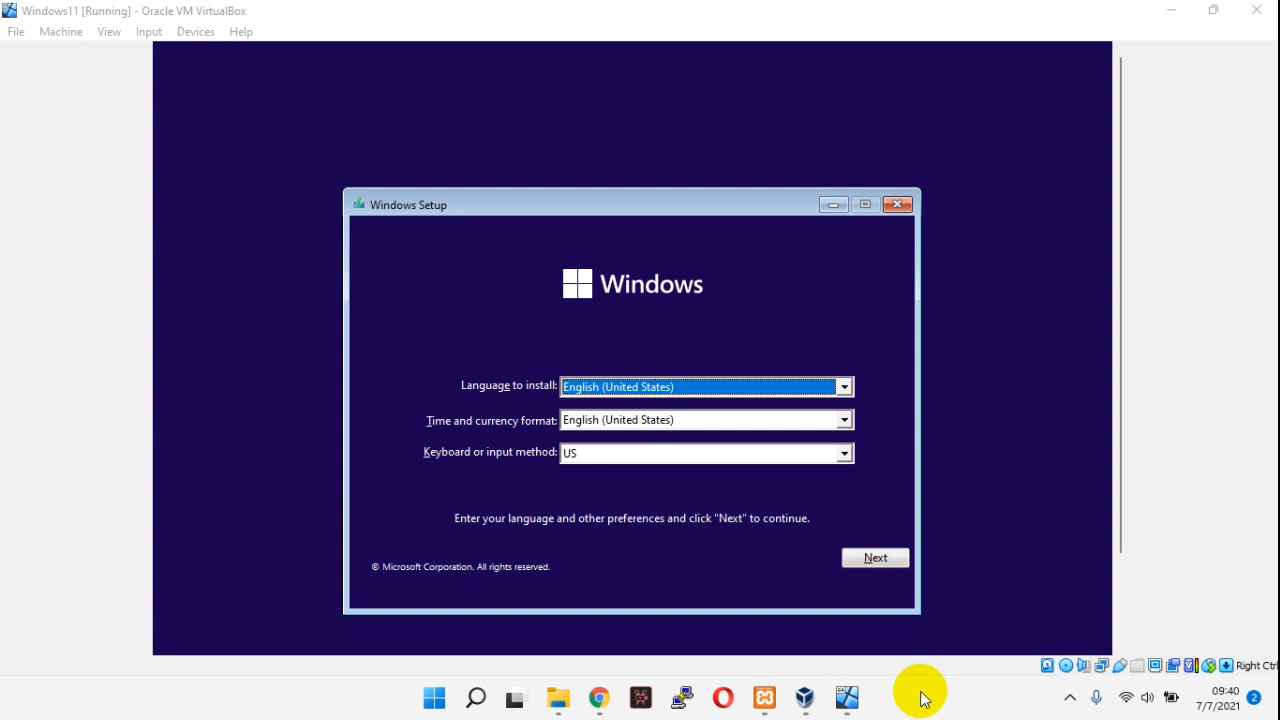 Windows11 [Running] - Oracle VM VirtualBox
File Machine View Input Devices Help
Windows Setup
Windows
Language to install: English (United States)
Time and currency format: English (United States)
Keyboard or input method: US
Enter your language and other preferences and click "Next" to continue.
Next
© Microsoft Corporation. All rights reserved.
Right Ctrl
09:40
7/7/2021
2